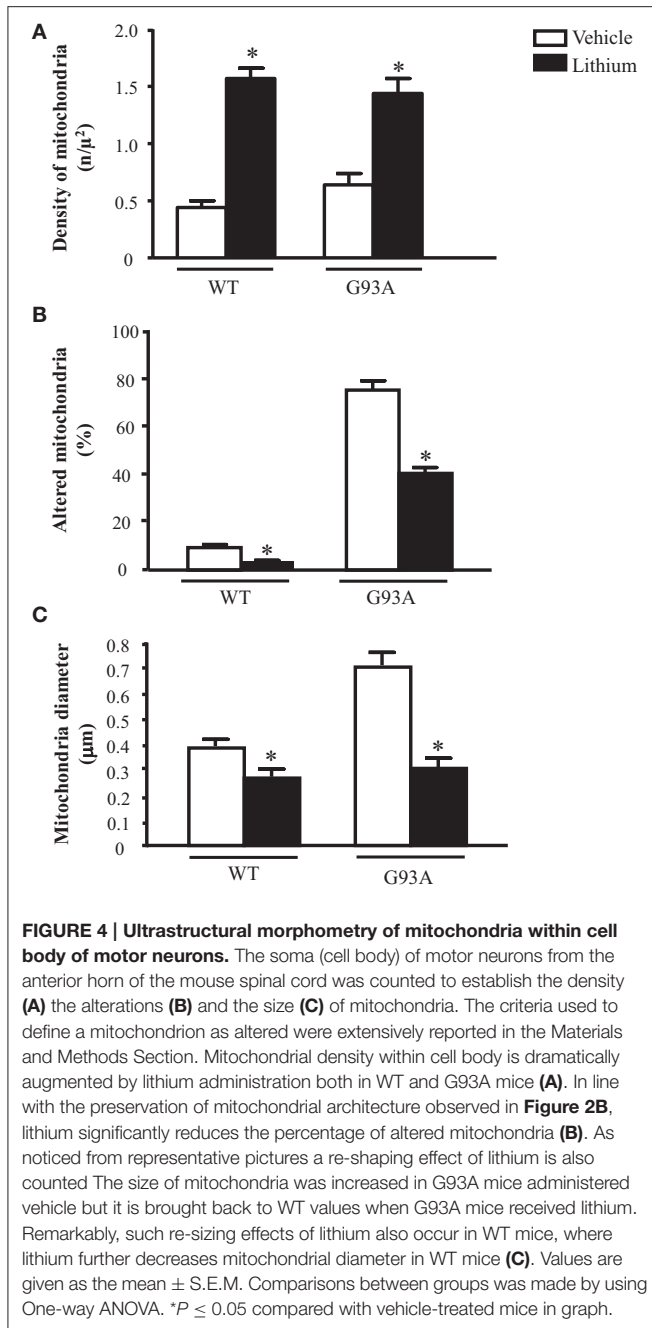 A
Density of mitochondria
(n/μ²)
2.0
1.5
1.0
0.5
0
*
*
Vehicle
Lithium
WT
G93A
B
Altered mitochondria
(%)
100
80
60
40
20
0
*
*
WT
G93A
C
Mitochondria diameter
(μm)
0.8
0.7
0.6
0.5
0.4
0.3
0.2
0.1
0
*
*
WT
G93A
FIGURE 4 | Ultrastructural morphometry of mitochondria within cell
body of motor neurons. The soma (cell body) of motor neurons from the
anterior horn of the mouse spinal cord was counted to establish the density
(A) the alterations (B) and the size (C) of mitochondria. The criteria used to
define a mitochondrion as altered were extensively reported in the Materials
and Methods Section. Mitochondrial density within cell body is dramatically
augmented by lithium administration both in WT and G93A mice (A). In line
with the preservation of mitochondrial architecture observed in Figure 2B,
lithium significantly reduces the percentage of altered mitochondria (B). As
noticed from representative pictures a re-shaping effect of lithium is also
counted The size of mitochondria was increased in G93A mice administered
vehicle but it is brought back to WT values when G93A mice received lithium.
Remarkably, such re-sizing effects of lithium also occur in WT mice, where
lithium further decreases mitochondrial diameter in WT mice (C). Values are
given as the mean ± S.E.M. Comparisons between groups was made by using
One-way ANOVA. *P ≤ 0.05 compared with vehicle-treated mice in graph.